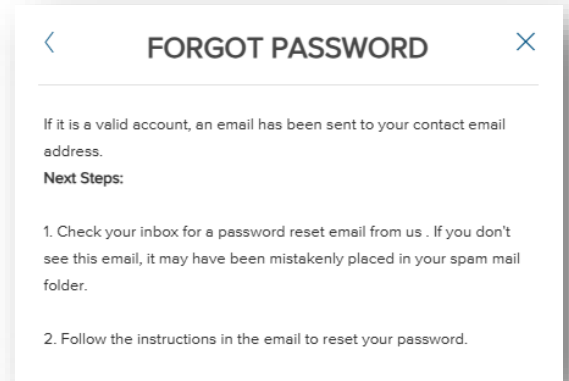 FORGOT PASSWORD
If it is a valid account, an email has been sent to your contact email
address.
Next Steps:
1. Check your inbox for a password reset email from us . If you don't
see this email, it may have been mistakenly placed in your spam mail
folder.
2. Follow the instructions in the email to reset your password.